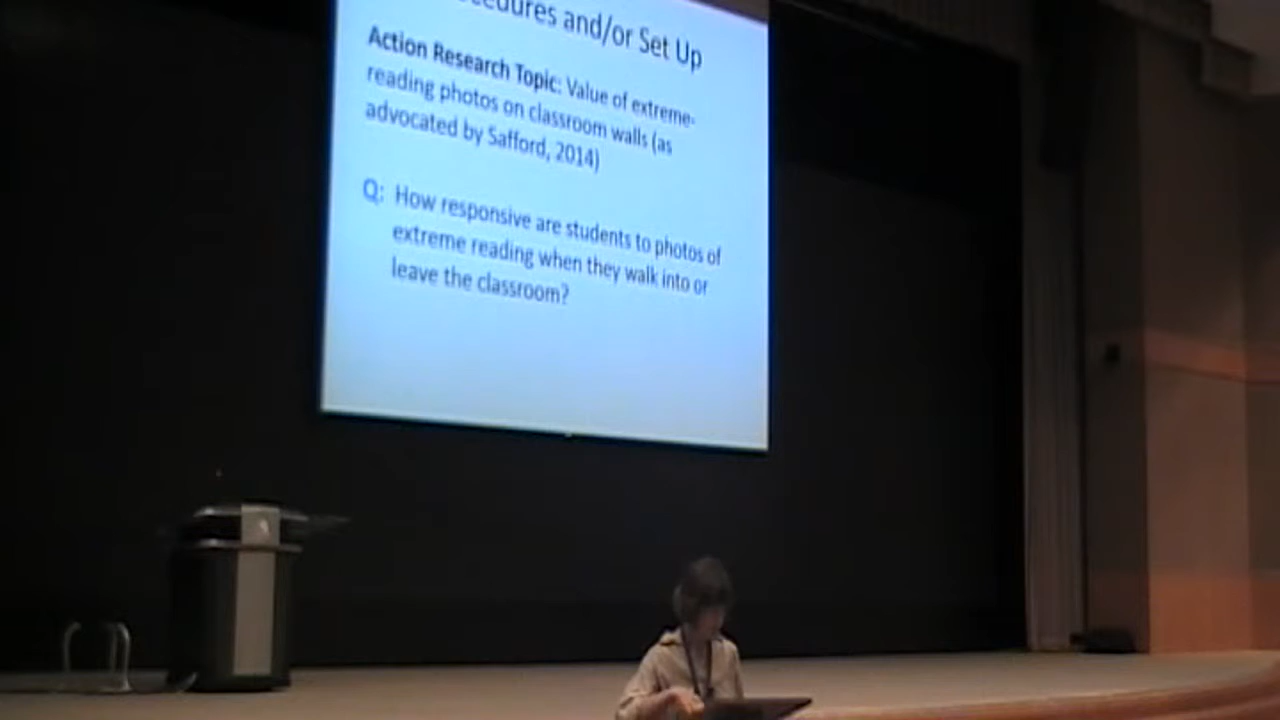 and/or Set Up
Action Research Topic: Value of extreme-
reading photos on classroom walls (as
advocated by Safford, 2014)
Q: How responsive are students to photos of
extreme reading when they walk into or
leave the classroom?